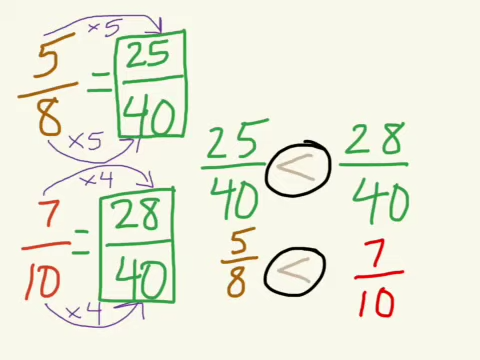 ×5
5/8 = 25/40
×5
×4
7/10 = 28/40
×4
25/40 < 28/40
5/8 < 7/10